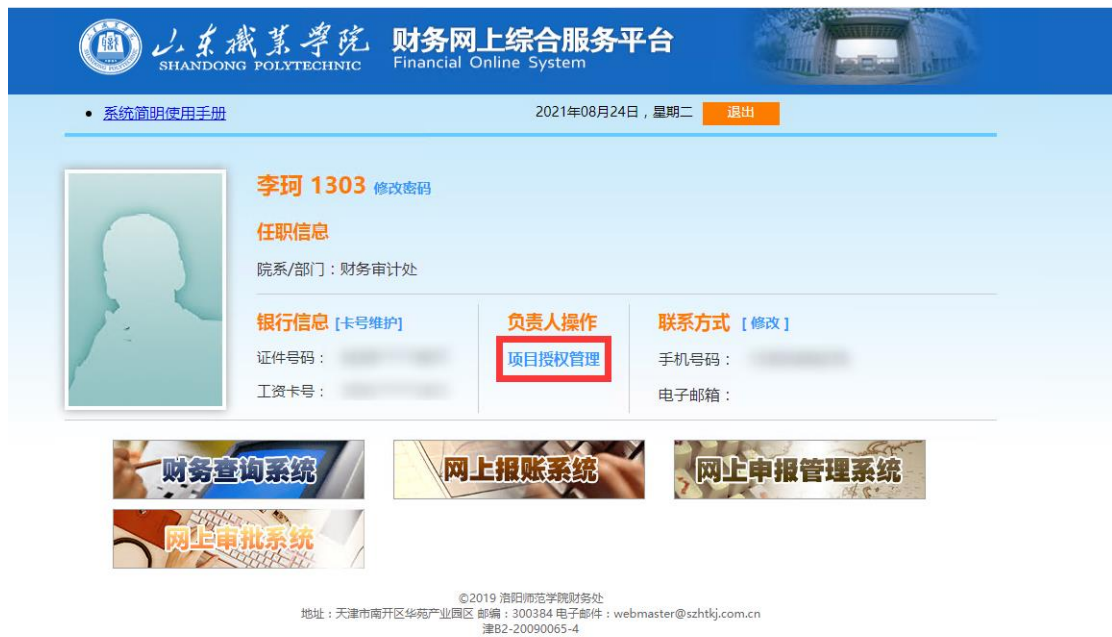 山东职业学院 财务网上综合服务平台
SHANDONG POLYTECHNIC Financial Online System
系统简明使用手册 2021年08月24日，星期二 退出
李珂 1303 修改密码
任职信息
院系/部门：财务审计处
银行信息 [卡号维护] 负责人操作 联系方式 [ 修改 ]
证件号码： 项目授权管理 手机号码：
工资卡号： 电子邮箱：
财务查询系统 网上报账系统 网上申报管理系统
网上审批系统
©2019 洛阳师范学院财务处
地址：天津市南开区华苑产业园区 邮编：300384 电子邮件：webmaster@szhtkj.com.cn
津B2-20090065-4